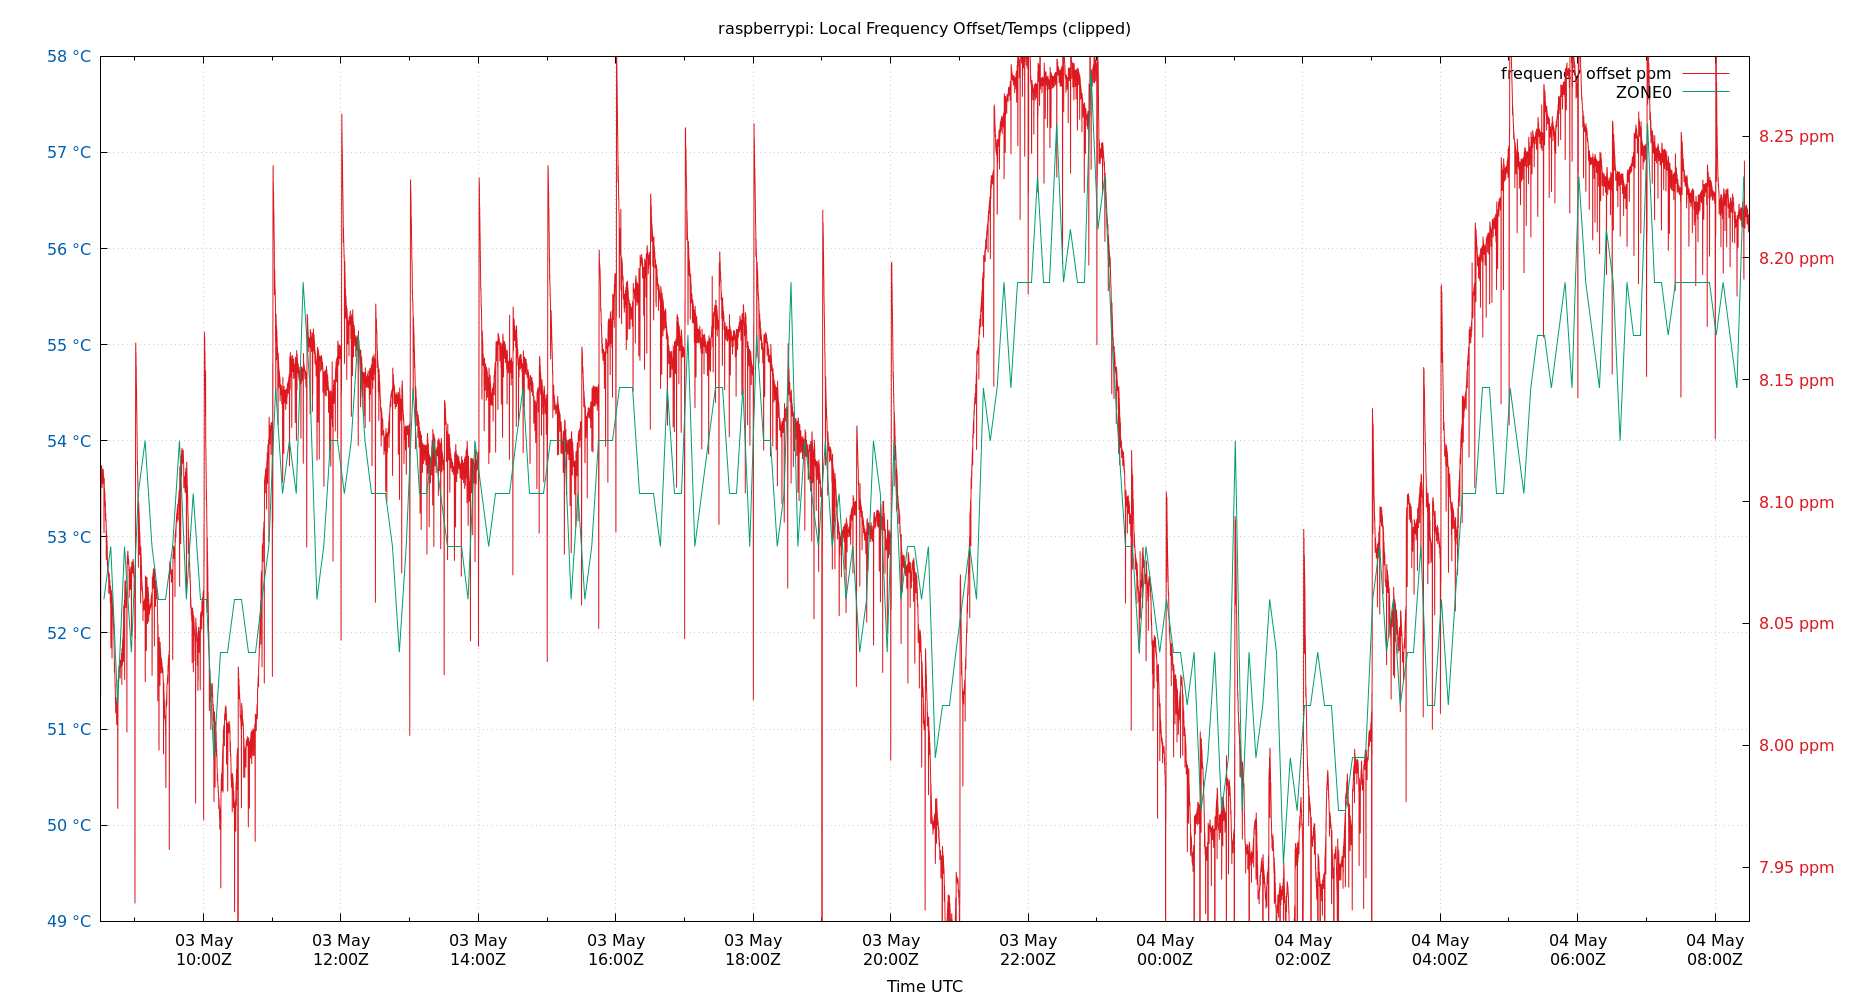 raspberrypi: Local Frequency Offset/Temps (clipped)
58 °C
57 °C
56 °C
55 °C
54 °C
53 °C
52 °C
51 °C
50 °C
49 °C
frequency offset ppm
ZONE0
8.25 ppm
8.20 ppm
8.15 ppm
8.10 ppm
8.05 ppm
8.00 ppm
7.95 ppm
03 May 03 May 03 May 03 May 03 May 03 May 03 May 04 May 04 May 04 May 04 May 04 May
10:00Z 12:00Z 14:00Z 16:00Z 18:00Z 20:00Z 22:00Z 00:00Z 02:00Z 04:00Z 06:00Z 08:00Z
Time UTC